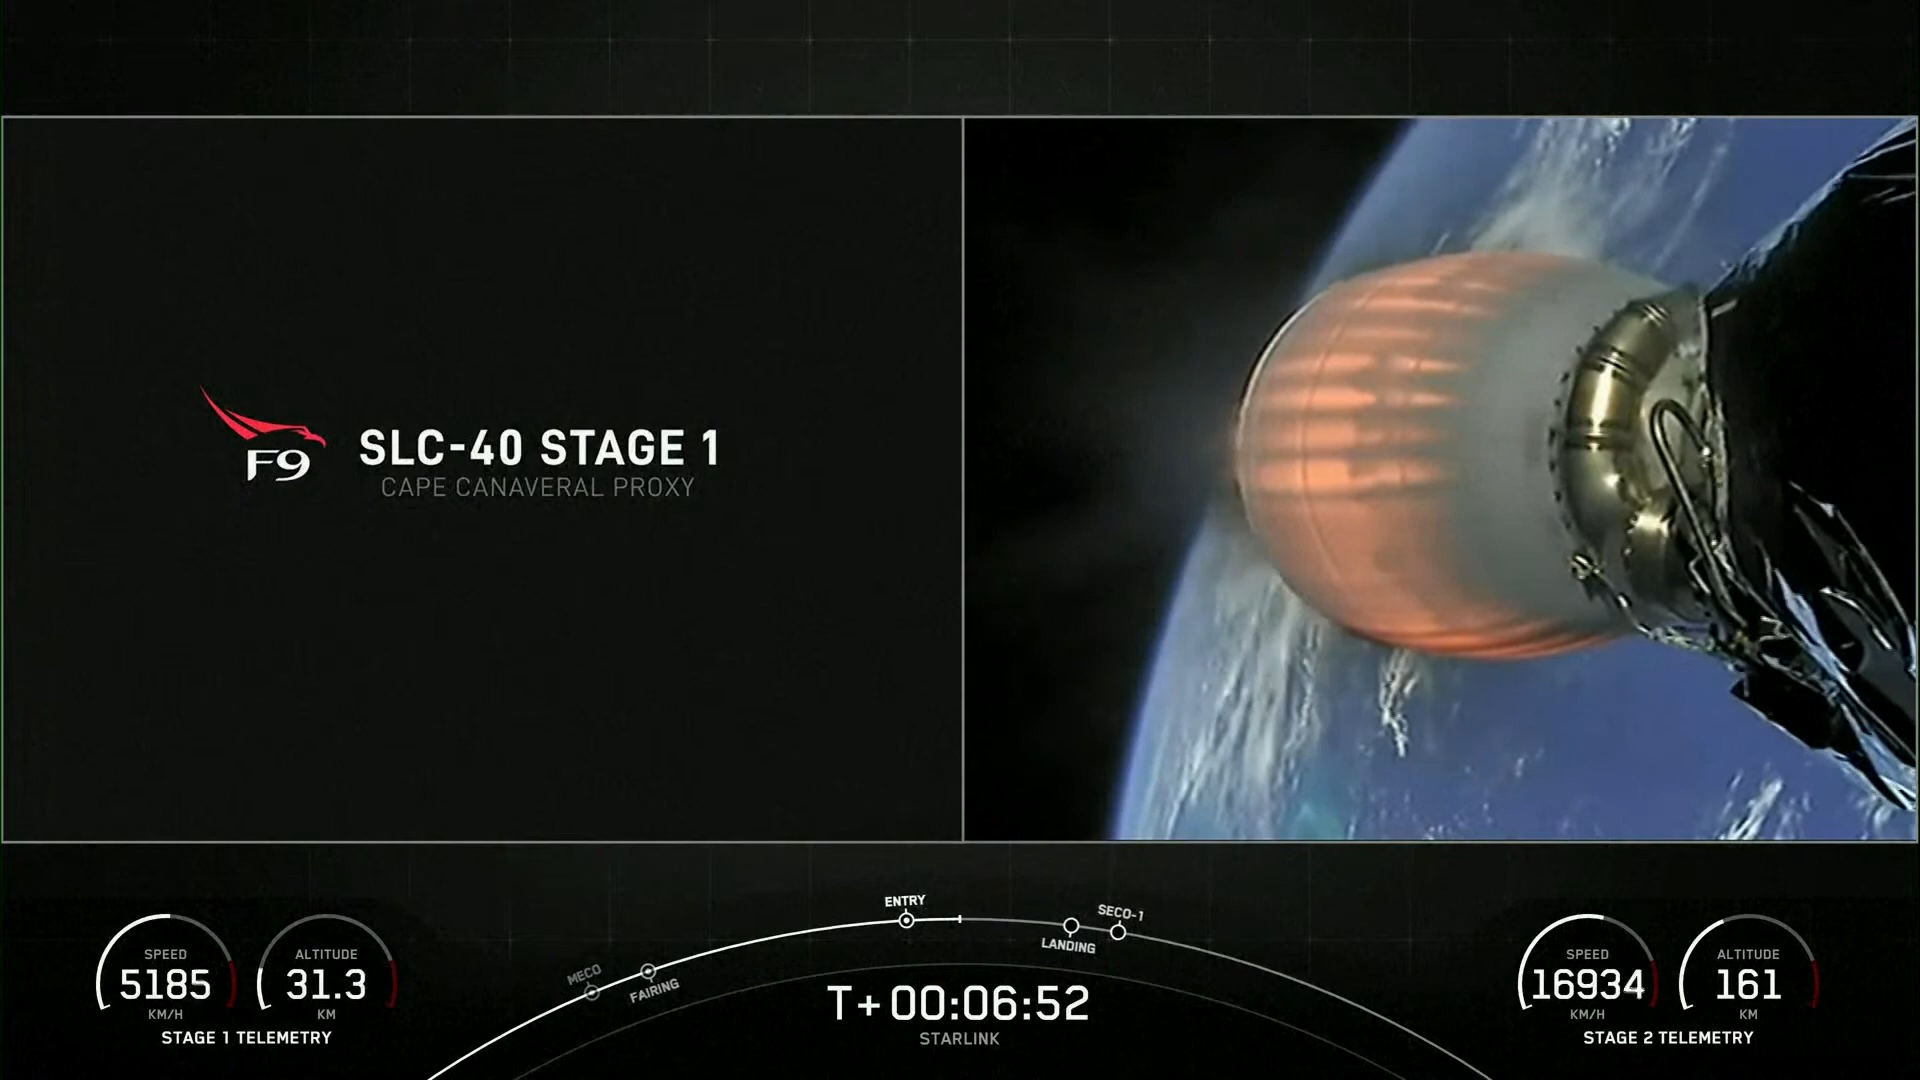 F9
SLC-40 STAGE 1
CAPE CANAVERAL PROXY
ENTRY
SECO-1
LANDING
MECO
FAIRING
SPEED
5185
KM/H
ALTITUDE
31.3
KM
STAGE 1 TELEMETRY
T+00:06:52
STARLINK
SPEED
16934
KM/H
ALTITUDE
161
KM
STAGE 2 TELEMETRY